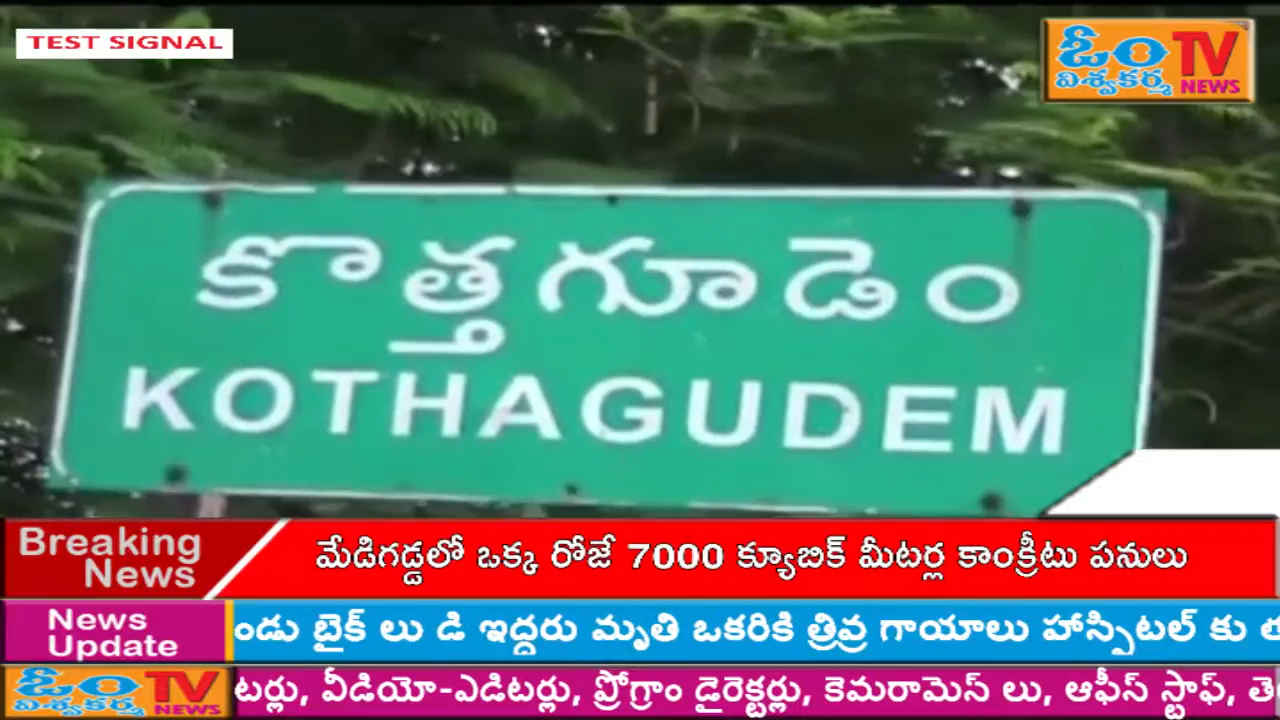 TEST SIGNAL
ఓం TV
విశ్వకర్మ NEWS
కొత్తగూడెం
KOTHAGUDEM
Breaking
News
మేడిగడ్డలో ఒక్క రోజే 7000 క్యూబిక్ మీటర్ల కాంక్రీటు పనులు
News
Update
ండు బైక్ లు డి ఇద్దరు మృతి ఒకరికి త్రివ్ర గాయాలు హాస్పిటల్ కు
ఓం TV
విశ్వకర్మ NEWS
టర్లు, వీడియో-ఎడిటర్లు, ప్రోగ్రాం డైరెక్టర్లు, కెమరామెస్ లు, ఆఫీస్ స్టాఫ్, తె